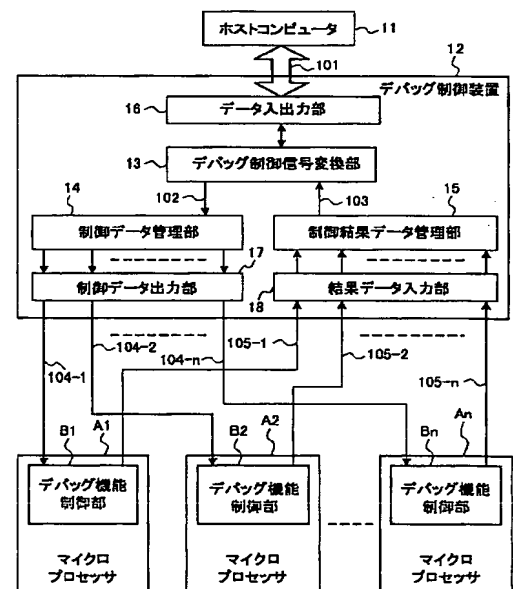 ホストコンピュータ
11
101
12
デバッグ制御装置
16
データ入出力部
13
デバッグ制御信号変換部
102
103
14
15
制御データ管理部
制御結果データ管理部
17
制御データ出力部
18
結果データ入力部
104-1
104-2
104-n
105-1
105-2
105-n
B1
A1
B2
A2
Bn
An
デバッグ機能
制御部
デバッグ機能
制御部
デバッグ機能
制御部
マイクロ
プロセッサ
マイクロ
プロセッサ
マイクロ
プロセッサ